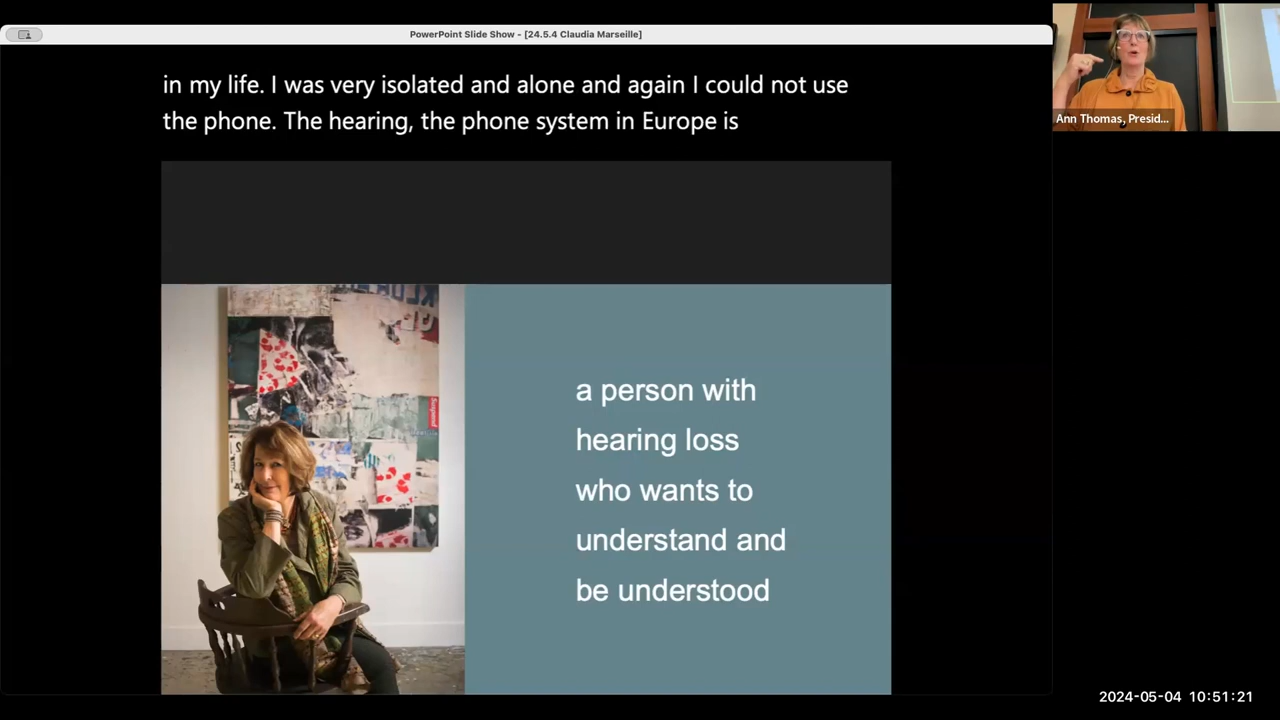 PowerPoint Slide Show - [24.5.4 Claudia Marseille]
in my life. I was very isolated and alone and again I could not use
the phone. The hearing, the phone system in Europe is
Ann Thomas, Presid...
a person with
hearing loss
who wants to
understand and
be understood
2024-05-04 10:51:21